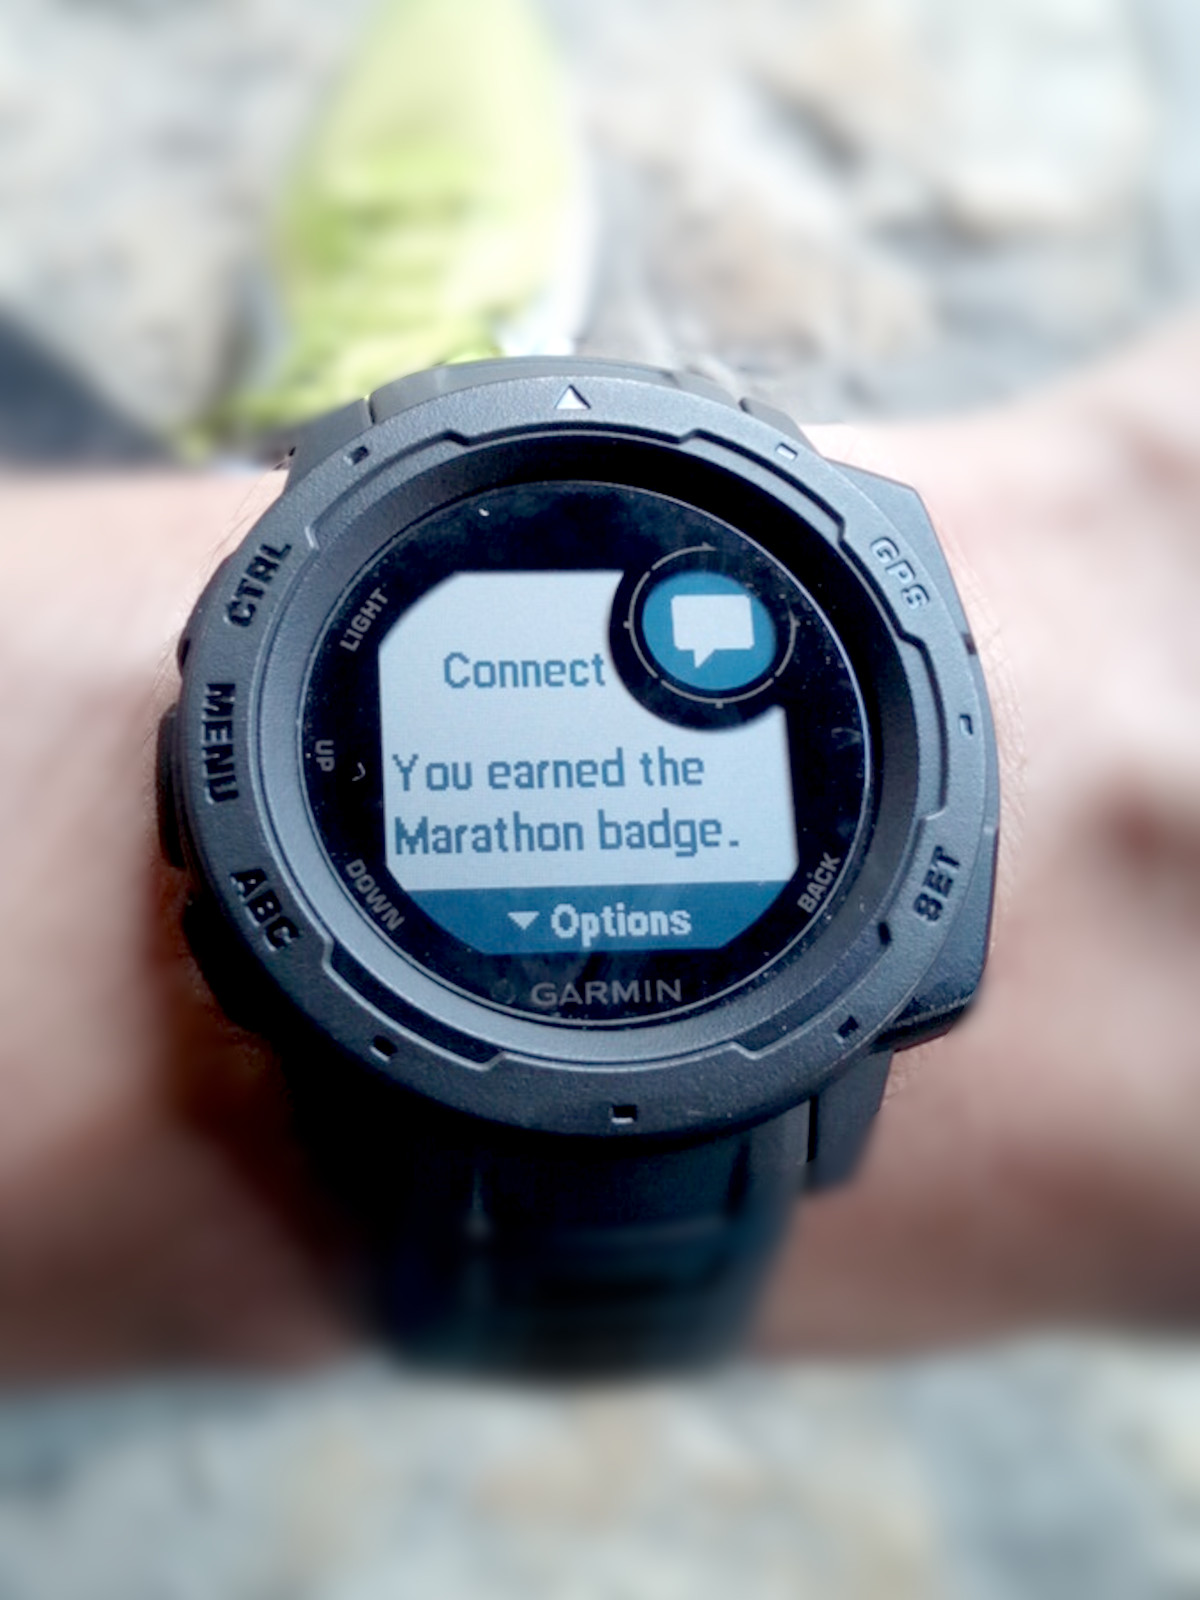 GPS
CTRL
LIGHT
Connect
MENU
UP
You earned the
Marathon badge.
ABC
DOWN
BACK
SET
Options
GARMIN